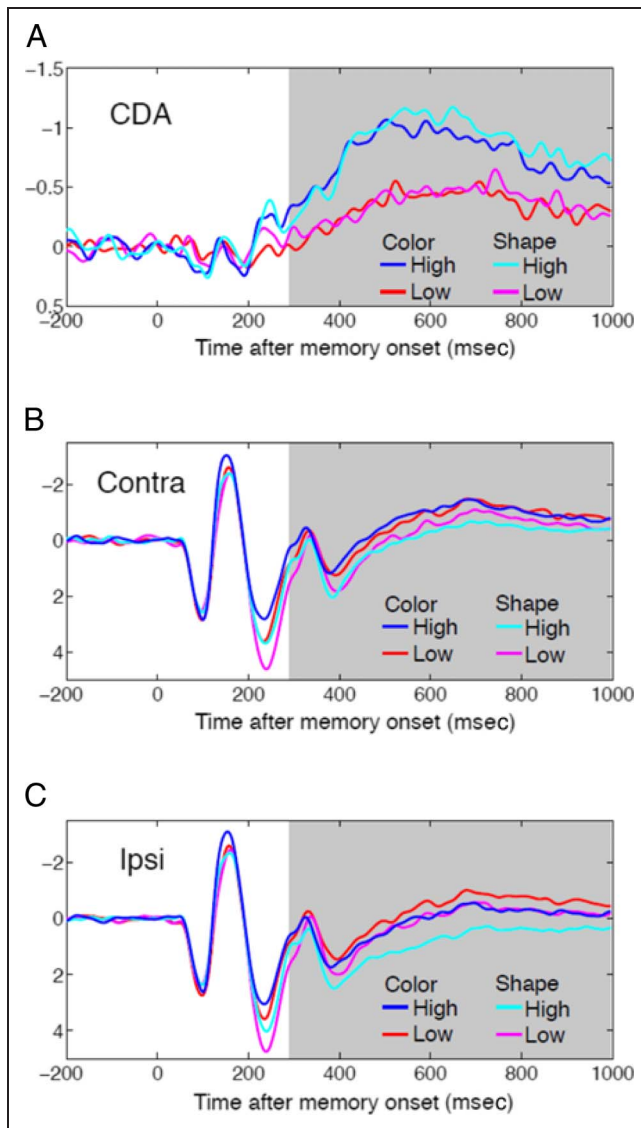 A
−1.5
CDA
−1
−0.5
0
Color Shape
High High
Low Low
0.5
−200 0 200 400 600 800 1000
Time after memory onset (msec)
B
−2
Contra
0
2
Color Shape
High High
4
Low Low
−200 0 200 400 600 800 1000
Time after memory onset (msec)
C
−2
Ipsi
0
2
Color Shape
High High
4
Low Low
−200 0 200 400 600 800 1000
Time after memory onset (msec)